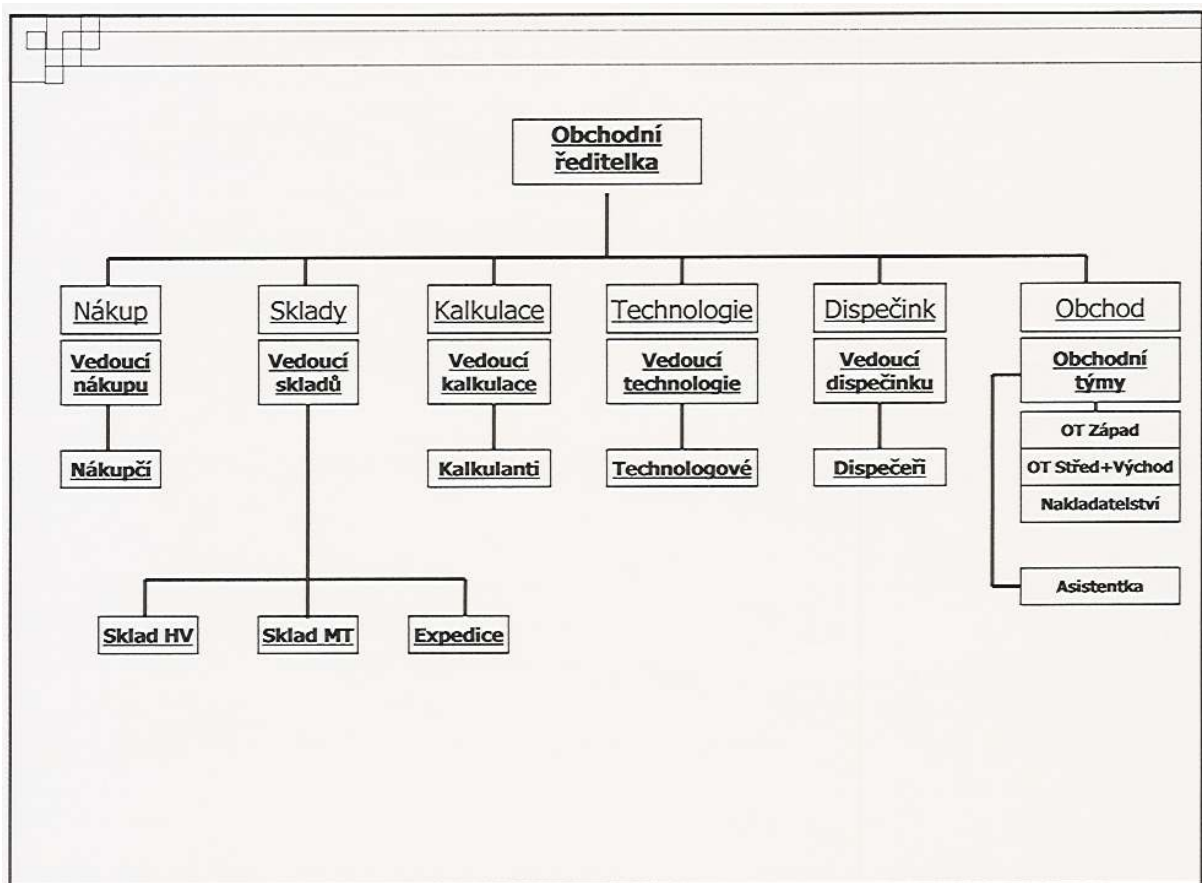 Obchodní
ředitelka
Nákup
Sklady
Kalkulace
Technologie
Dispečink
Obchod
Vedoucí
nákupu
Vedoucí
skladů
Vedoucí
kalkulace
Vedoucí
technologie
Vedoucí
dispečinku
Obchodní
týmy
OT Západ
OT Střed+Východ
Nakladatelství
Nákupčí
Kalkulanti
Technologové
Dispečeři
Asistentka
Sklad HV
Sklad MT
Expedice